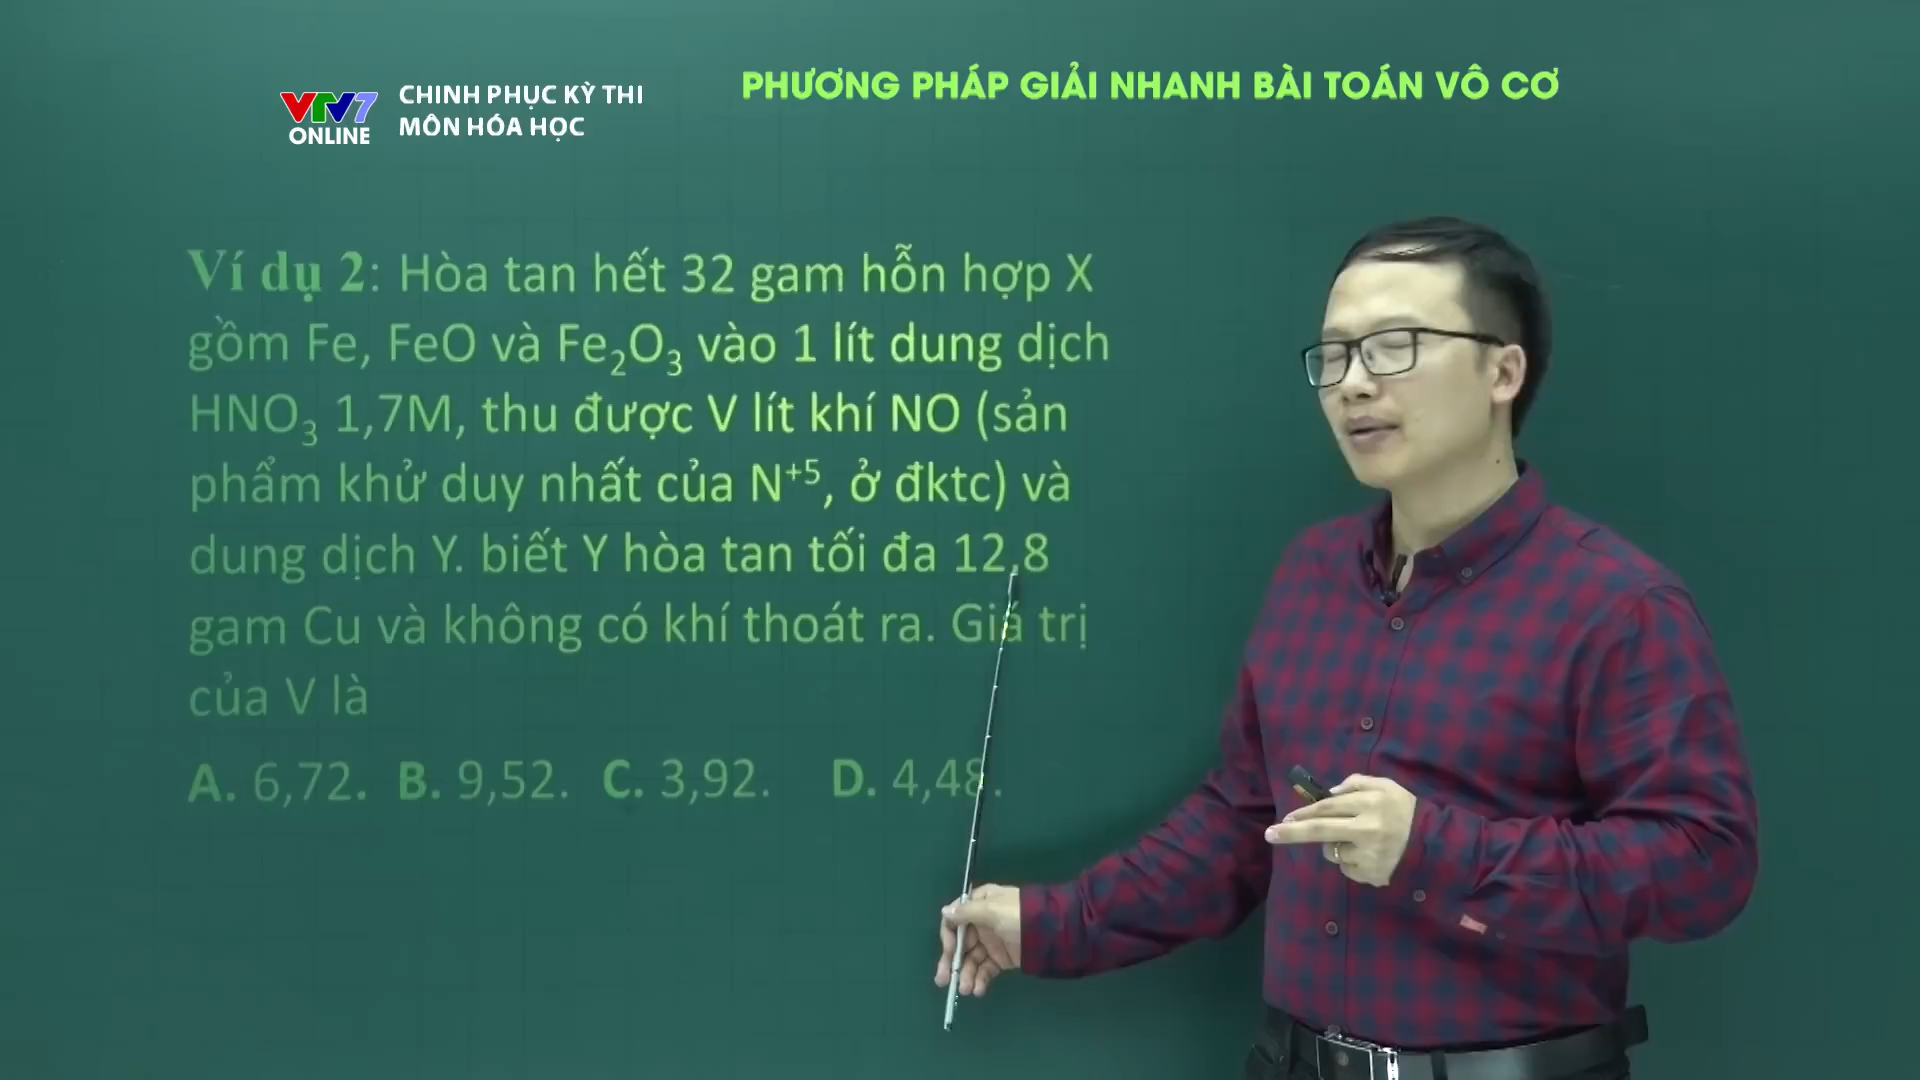 VTV7
ONLINE
CHINH PHỤC KỲ THI
MÔN HÓA HỌC
PHƯƠNG PHÁP GIẢI NHANH BÀI TOÁN VÔ CƠ
Ví dụ 2: Hòa tan hết 32 gam hỗn hợp X
gồm Fe, FeO và Fe₂O₃ vào 1 lít dung dịch
HNO₃ 1,7M, thu được V lít khí NO (sản
phẩm khử duy nhất của N⁺⁵, ở đktc) và
dung dịch Y. biết Y hòa tan tối đa 12,8
gam Cu và không có khí thoát ra. Giá trị
của V là
A. 6,72. B. 9,52. C. 3,92. D. 4,48.